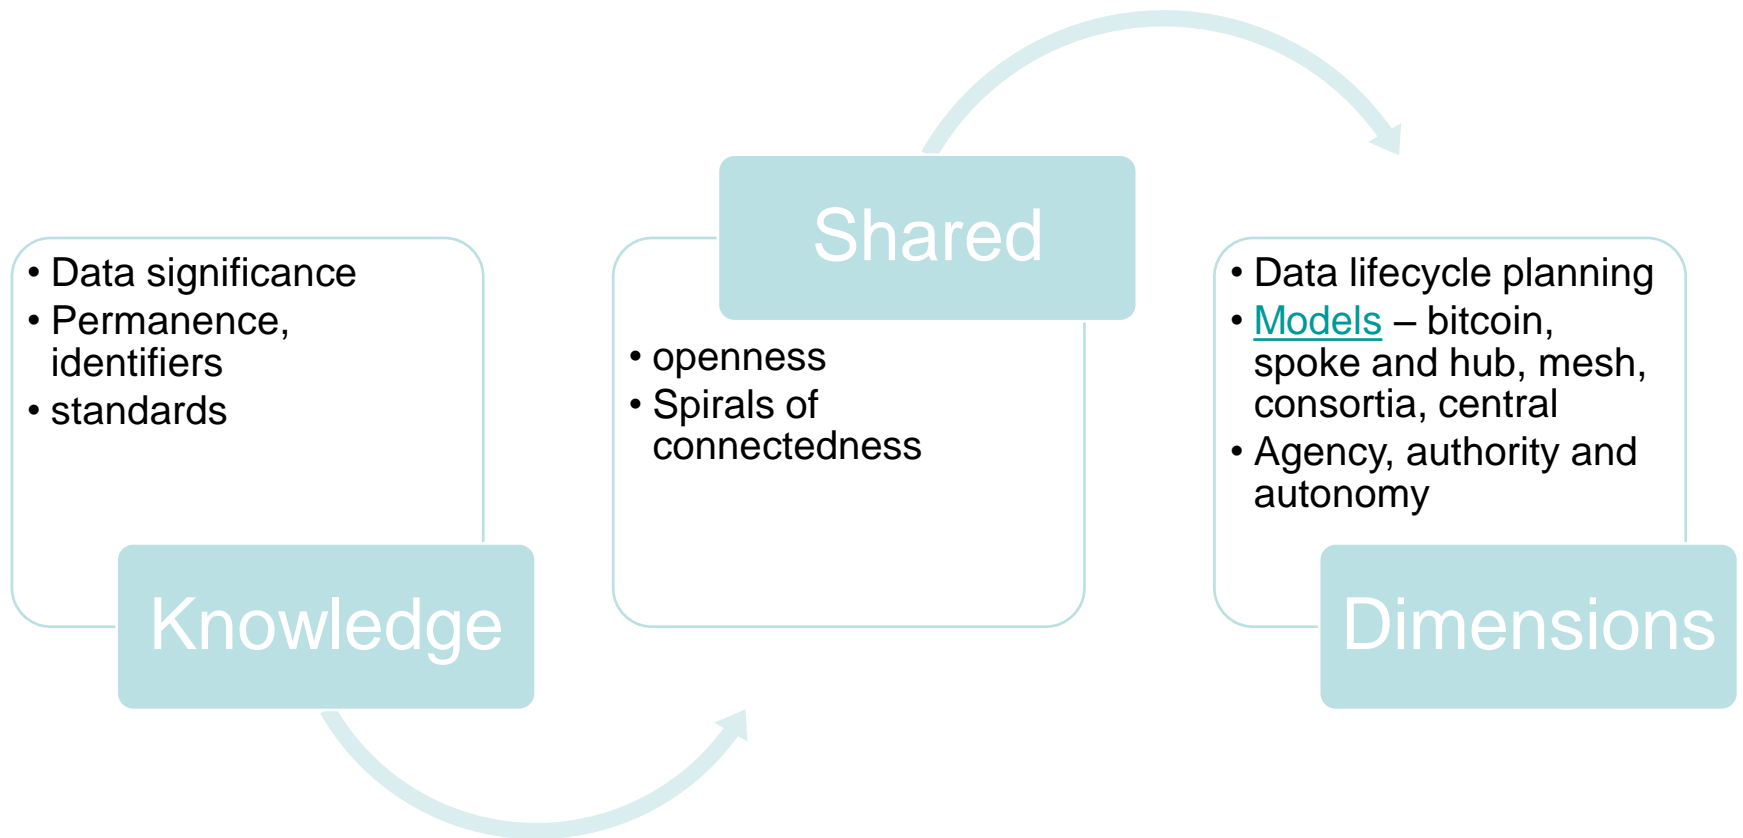 • Data significance
• Permanence,
identifiers
• standards
Knowledge
Shared
• openness
• Spirals of
connectedness
• Data lifecycle planning
• Models – bitcoin,
spoke and hub, mesh,
consortia, central
• Agency, authority and
autonomy
Dimensions